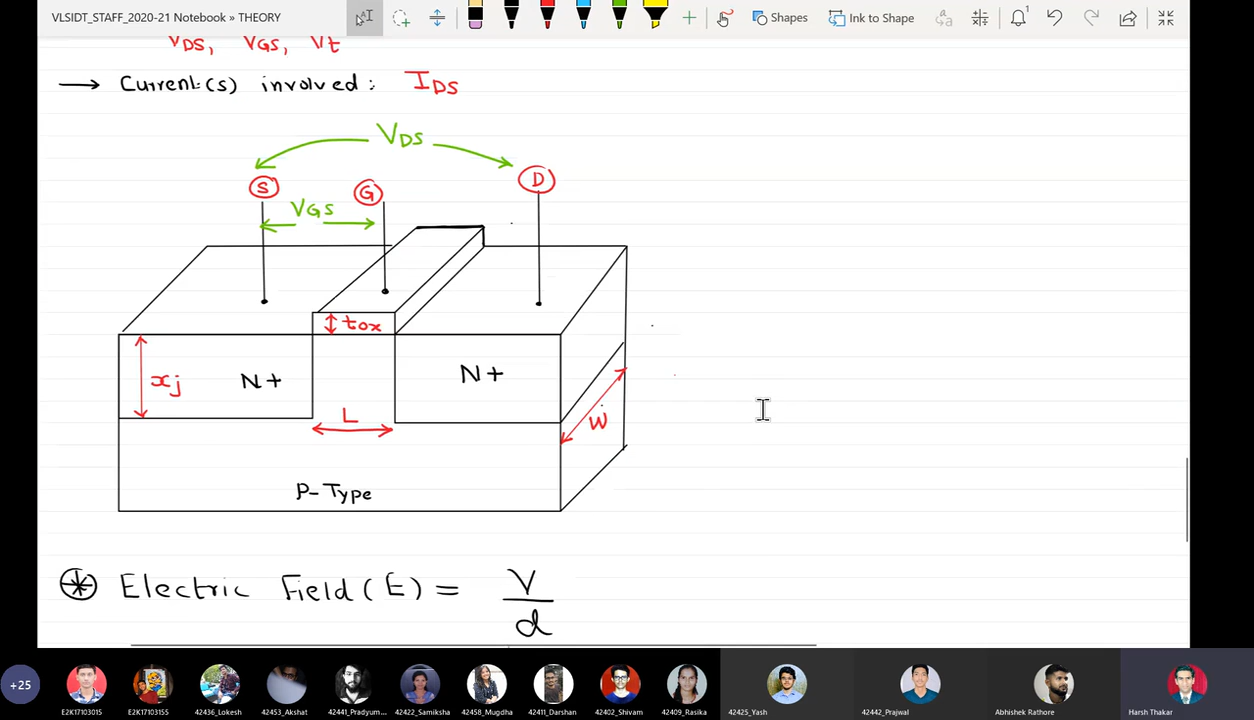 VLSIDT_STAFF_2020-21 Notebook » THEORY
Shapes
Ink to Shape
VDS, VGS, Vt
→ Current(s) involved: IDS
VDS
S
G
D
VGS
tox
xj
N+
N+
L
W
P-Type
* Electric Field (E) = V/d
+25
E2K17103015
E2K17103155
42436_Lokesh
42453_Akshat
42441_Pradyum...
42422_Samiksha
42458_Mugdha
42411_Darshan
42402_Shivam
42409_Rasika
42425_Yash
42442_Prajwal
Abhishek Rathore
Harsh Thakar